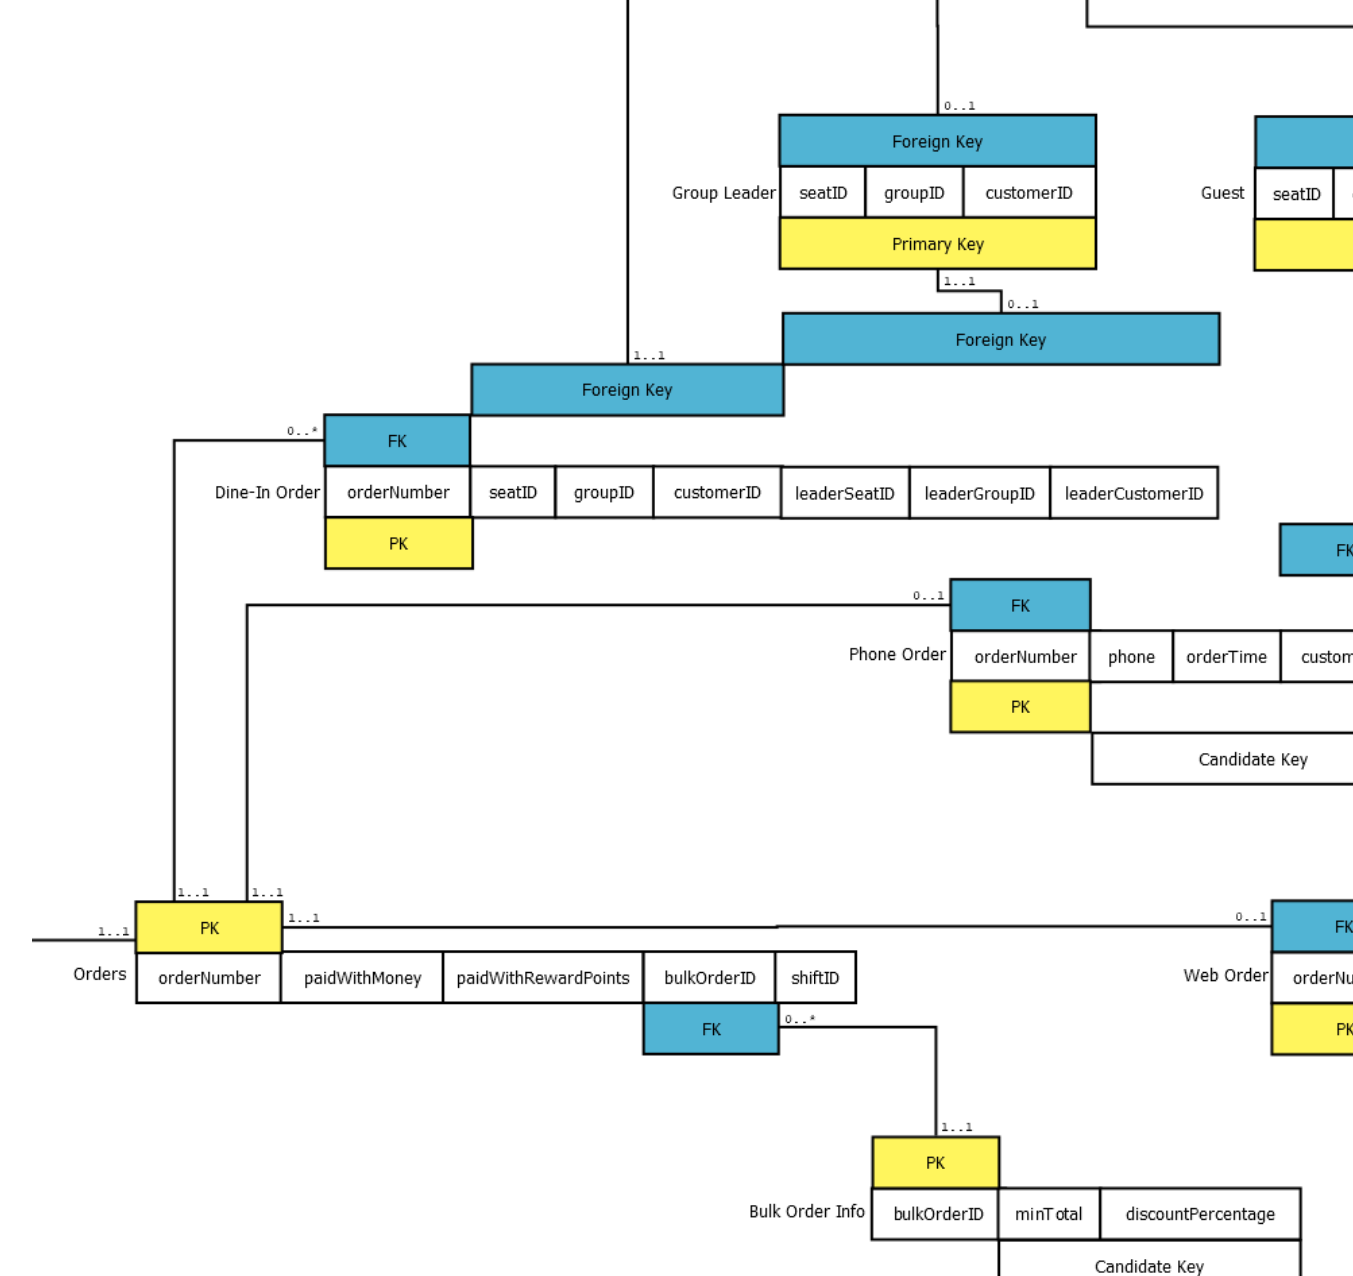 0..1
Foreign Key
Group Leader seatID groupID customerID
Guest seatID
Primary Key
1..1
0..1
Foreign Key
1..1
Foreign Key
0..*
FK
Dine-In Order orderNumber seatID groupID customerID leaderSeatID leaderGroupID leaderCustomerID
PK
FK
0..1
FK
Phone Order orderNumber phone orderTime custom
PK
Candidate Key
1..1 1..1
1..1 PK 1..1
0..1 FK
Orders orderNumber paidWithMoney paidWithRewardPoints bulkOrderID shiftID
Web Order orderNu
FK 0..*
PK
1..1
PK
Bulk Order Info bulkOrderID minTotal discountPercentage
Candidate Key